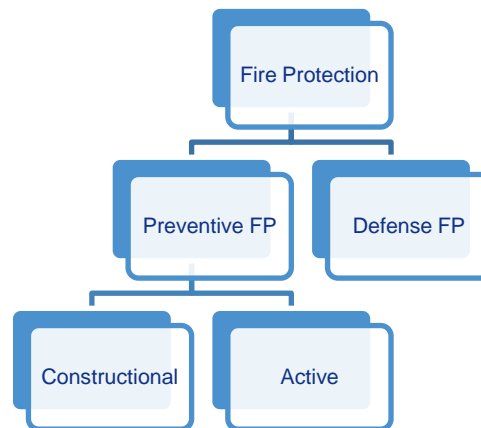 Fire Protection
Preventive FP
Defense FP
Constructional
Active